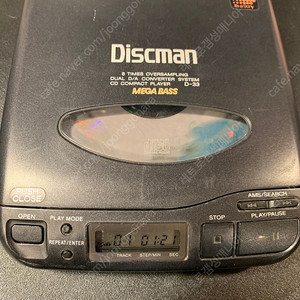 Discman
8 TIMES OVERSAMPLING
DUAL D/A CONVERTER SYSTEM
CD COMPACT PLAYER D-33
MEGA BASS
CLOSE
AMS/SEARCH
OPEN PLAY MODE STOP PLAY/PAUSE
REPEAT/ENTER
01 01:21
TRACK STEP/MIN SEC